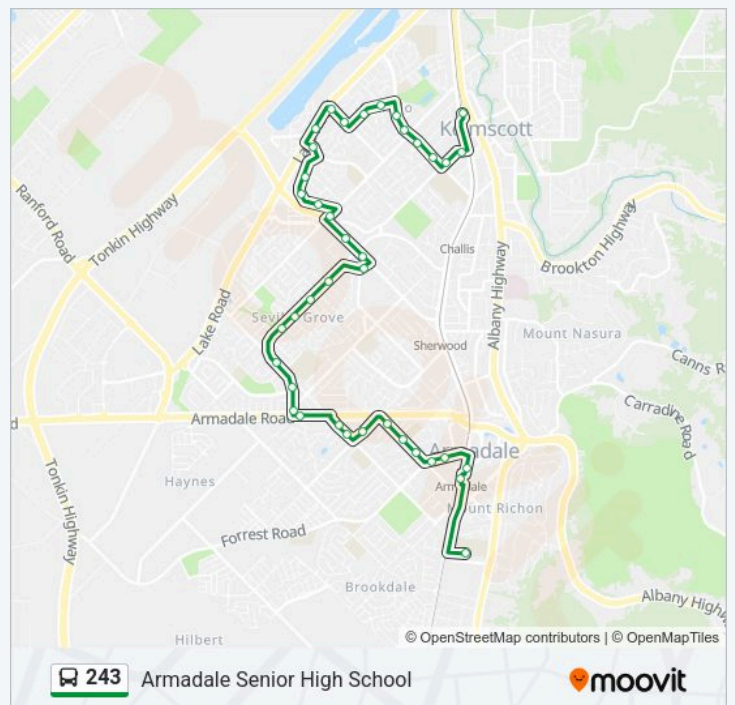 Kelmscott
Ranford Road
Tonkin Highway
Brookton Highway
Challis
Albany Highway
Lake Road
Seville Grove
Mount Nasura
Sherwood
Canns R
Carradine Road
Armadale Road
d
Armadale
Tonkin Highway
Haynes
Armadale
Mount Richon
Forrest Road
Brookdale
Albany Highw
Hilbert
© OpenStreetMap contributors | © OpenMapTiles
243 Armadale Senior High School
moovit